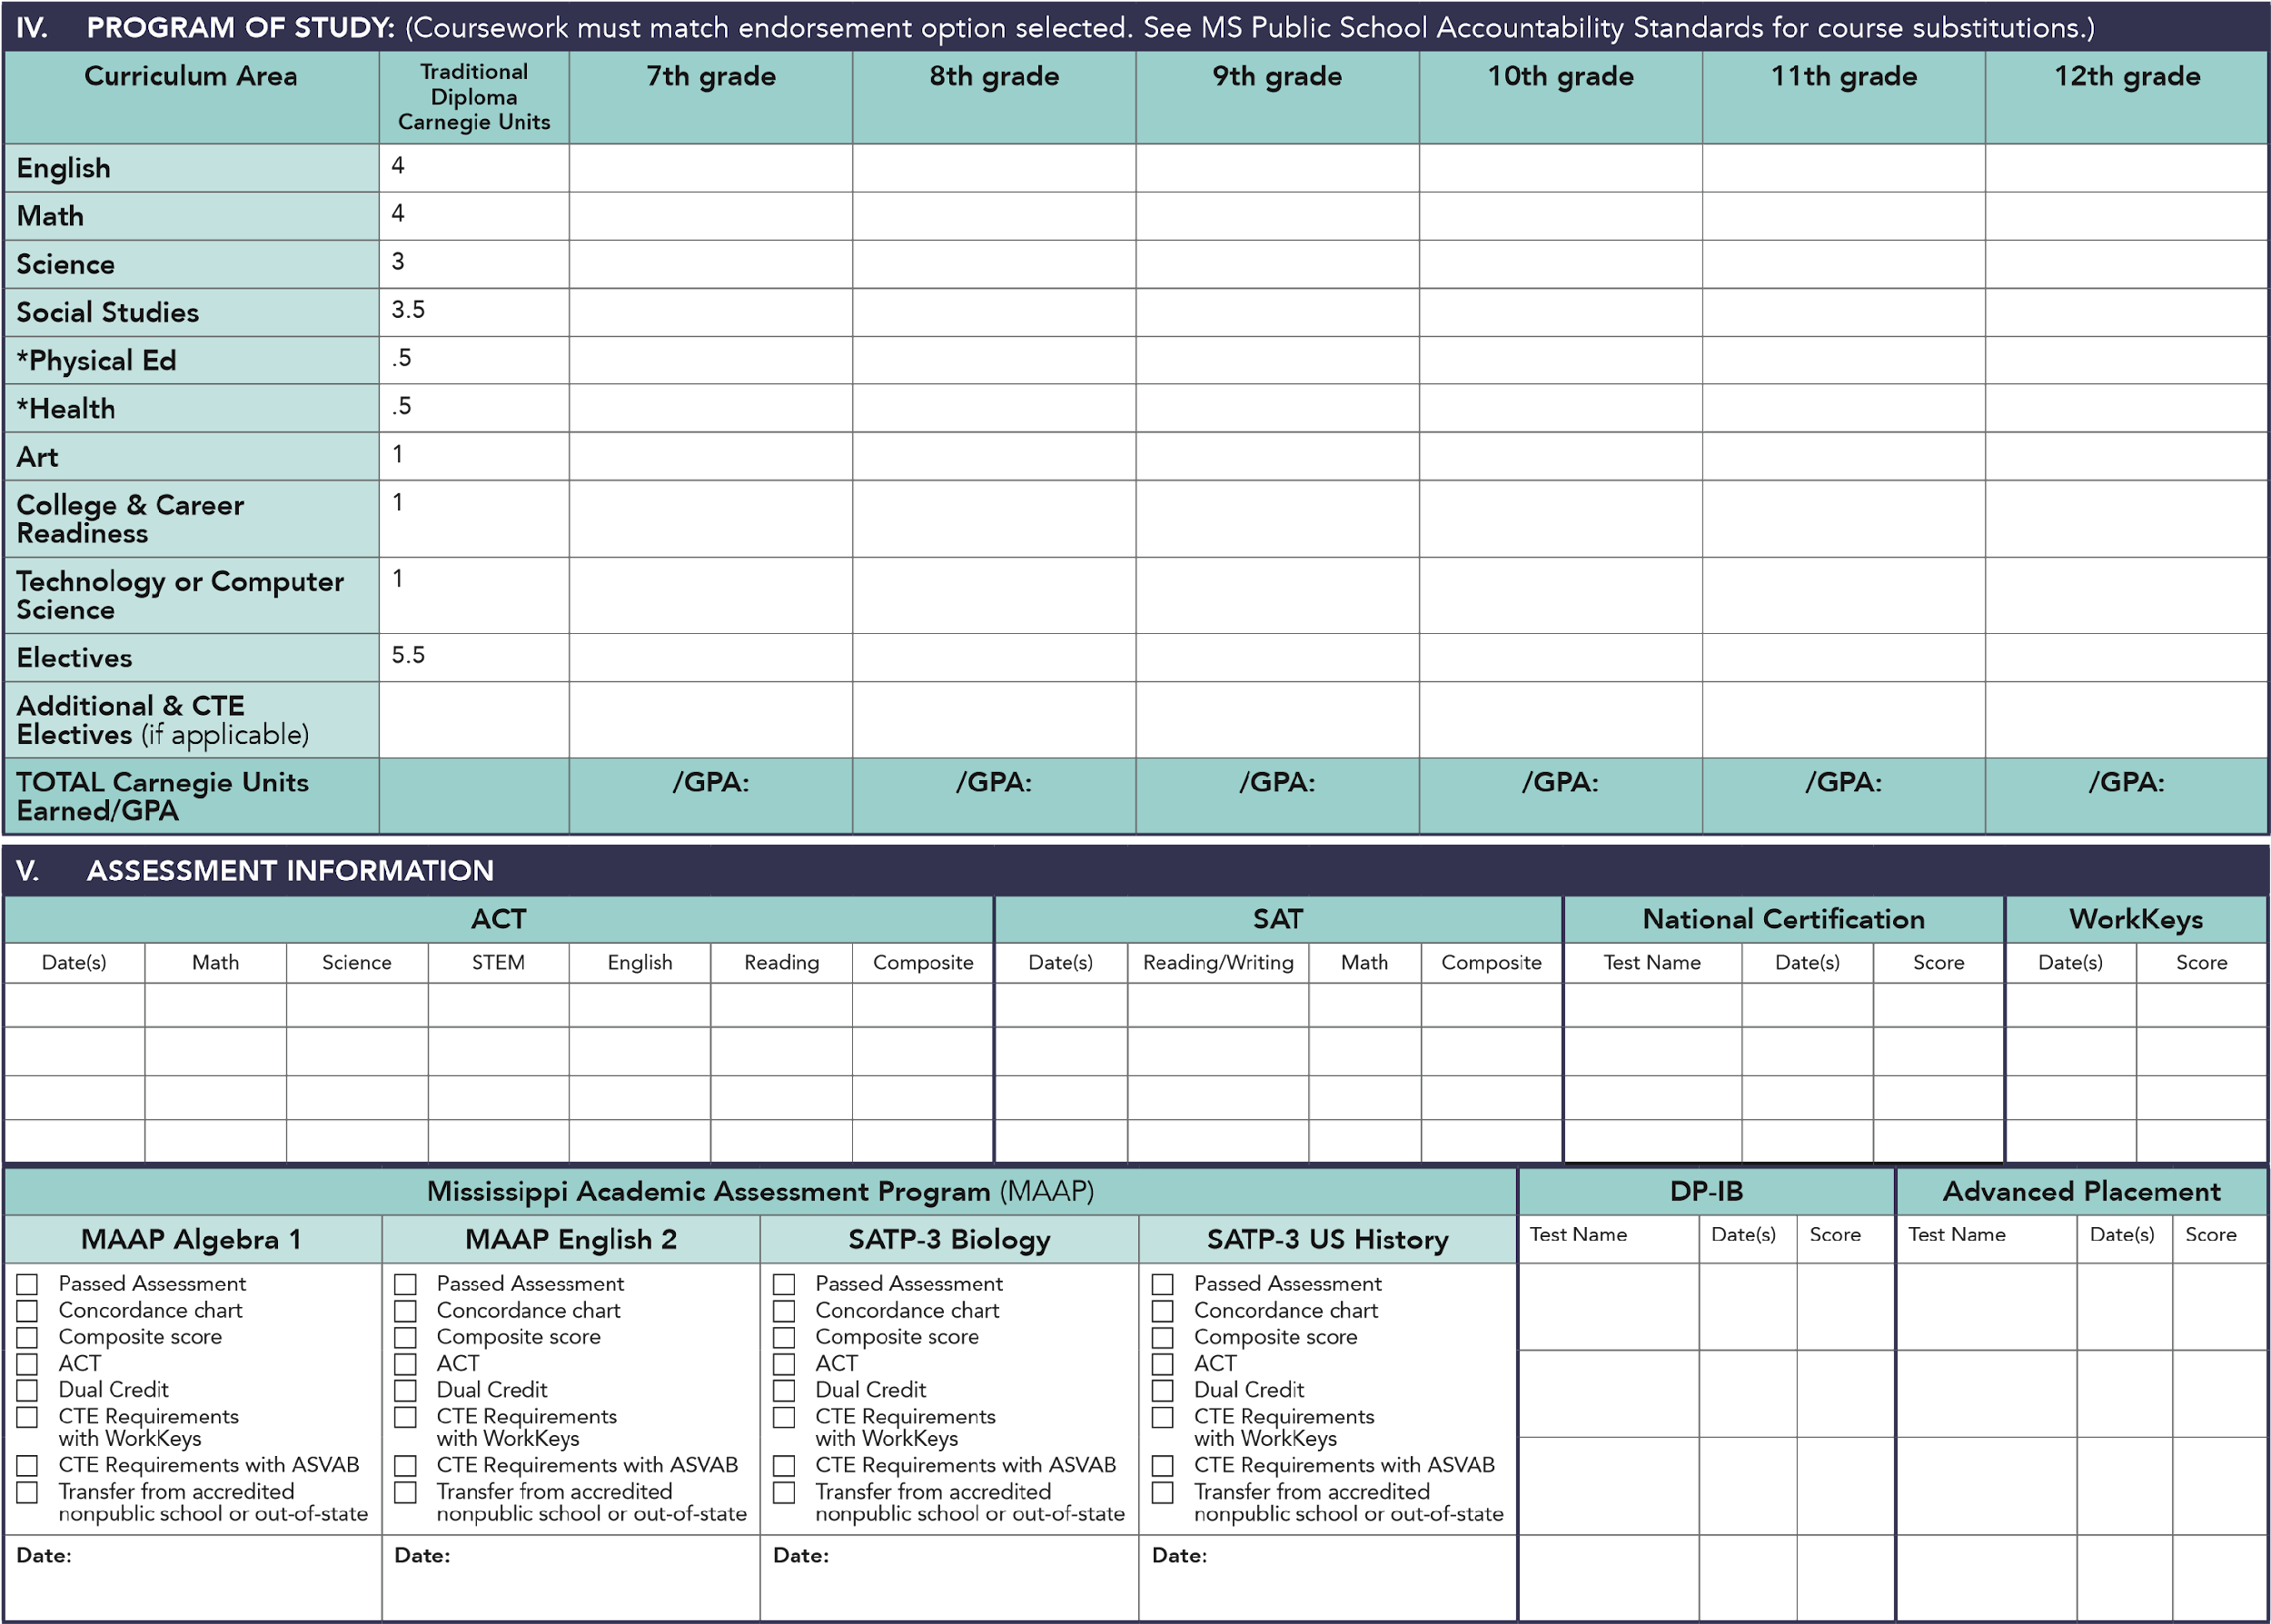 IV. PROGRAM OF STUDY: (Coursework must match endorsement option selected. See MS Public School Accountability Standards for course substitutions.)
Curriculum Area
Traditional
Diploma
Carnegie Units
7th grade
8th grade
9th grade
10th grade
11th grade
12th grade
English 4
Math 4
Science 3
Social Studies 3.5
*Physical Ed .5
*Health .5
Art 1
College & Career 1
Readiness
Technology or Computer 1
Science
Electives 5.5
Additional & CTE
Electives (if applicable)
TOTAL Carnegie Units /GPA: /GPA: /GPA: /GPA: /GPA: /GPA:
Earned/GPA
V. ASSESSMENT INFORMATION
ACT SAT National Certification WorkKeys
Date(s) Math Science STEM English Reading Composite Date(s) Reading/Writing Math Composite Test Name Date(s) Score Date(s) Score
Mississippi Academic Assessment Program (MAAP) DP-IB Advanced Placement
MAAP Algebra 1 MAAP English 2 SATP-3 Biology SATP-3 US History Test Name Date(s) Score Test Name Date(s) Score
Passed Assessment
Concordance chart
Composite score
ACT
Dual Credit
CTE Requirements
with WorkKeys
CTE Requirements with ASVAB
Transfer from accredited
nonpublic school or out-of-state
Date:
Passed Assessment
Concordance chart
Composite score
ACT
Dual Credit
CTE Requirements
with WorkKeys
CTE Requirements with ASVAB
Transfer from accredited
nonpublic school or out-of-state
Date:
Passed Assessment
Concordance chart
Composite score
ACT
Dual Credit
CTE Requirements
with WorkKeys
CTE Requirements with ASVAB
Transfer from accredited
nonpublic school or out-of-state
Date:
Passed Assessment
Concordance chart
Composite score
ACT
Dual Credit
CTE Requirements
with WorkKeys
CTE Requirements with ASVAB
Transfer from accredited
nonpublic school or out-of-state
Date: